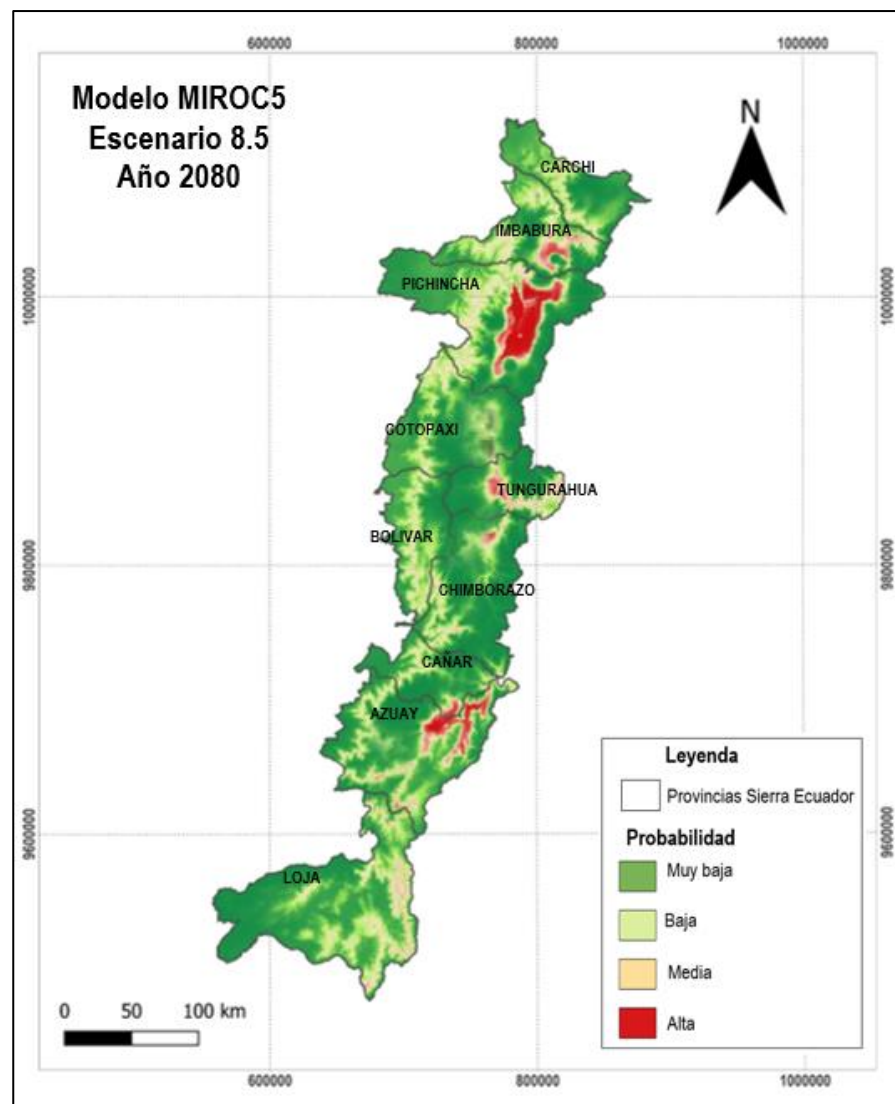 600000
800000
1000000
Modelo MIROC5
Escenario 8.5
Año 2080
N
CARCHI
IMBABURA
PICHINCHA
10000000
10000000
COTOPAXI
TUNGURAHUA
BOLIVAR
9800000
9800000
CHIMBORAZO
CAÑAR
AZUAY
Leyenda
Provincias Sierra Ecuador
9600000
9600000
Probabilidad
LOJA
Muy baja
Baja
Media
Alta
0 50 100 km
600000
800000
1000000